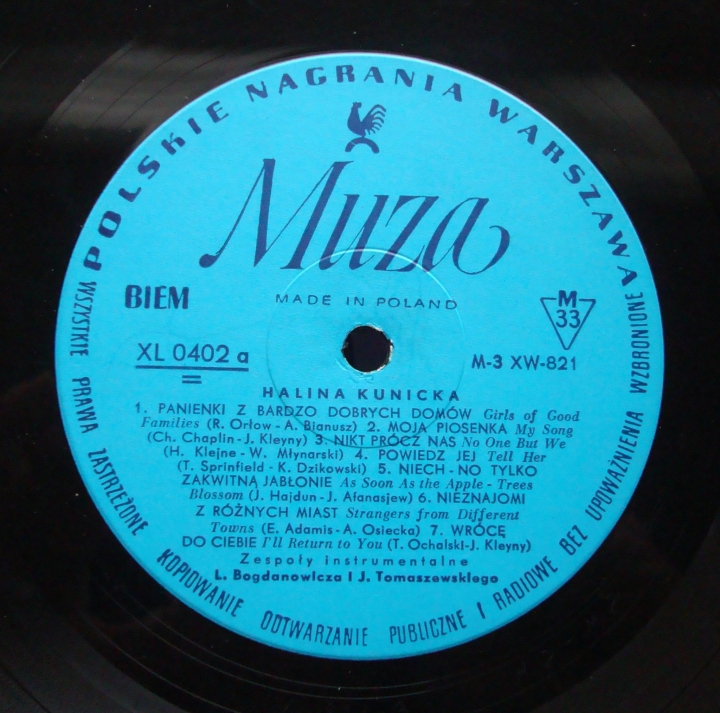 POLSKIE NAGRANIA WARSZAWA
Muza
BIEM
MADE IN POLAND
M
33
XL 0402 a
M-3 XW-821
HALINA KUNICKA
1. PANIENKI Z BARDZO DOBRYCH DOMÓW Girls of Good
Families (R. Orłow - A. Bianusz) 2. MOJA PIOSENKA My Song
(Ch. Chaplin - J. Kleyny) 3. NIKT PRÓCZ NAS No One But We
(H. Klejne - W. Młynarski) 4. POWIEDZ JEJ Tell Her
(T. Sprinfield - K. Dzikowski) 5. NIECH - NO TYLKO
ZAKWITNĄ JABŁONIE As Soon As the Apple - Trees
Blossom (J. Hajdun - J. Afanasjew) 6. NIEZNAJOMI
Z RÓŻNYCH MIAST Strangers from Different
Towns (E. Adamis - A. Osiecka) 7. WRÓCĘ
DO CIEBIE I'll Return to You (T. Ochalski - J. Kleyny)
Zespoły instrumentalne
L. Bogdanowicza i J. Tomaszewskiego
WSZYSTKIE PRAWA ZASTRZEŻONE KOPIOWANIE ODTWARZANIE PUBLICZNE I RADIOWE BEZ UPOWAŻNIENIA WZBRONIONE